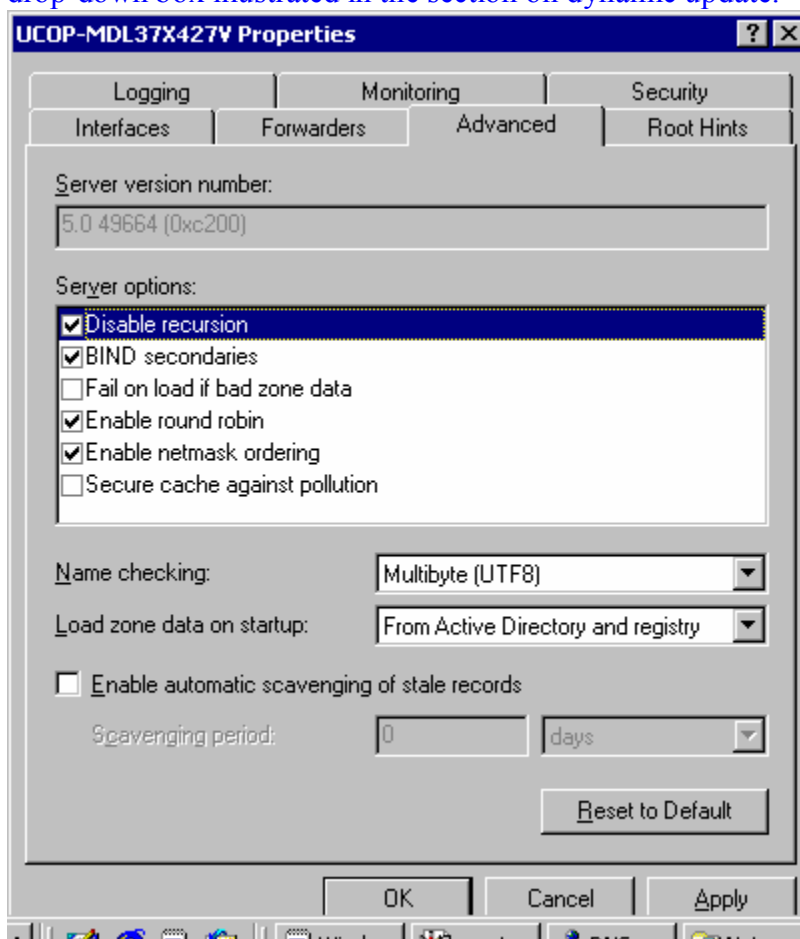 drop-down box illustrated in the section on dynamic update.
UCOP-MDL37X427V Properties
Logging Monitoring Security
Interfaces Forwarders Advanced Root Hints
Server version number:
5.0 49664 (0xc200)
Server options:
Disable recursion
BIND secondaries
Fail on load if bad zone data
Enable round robin
Enable netmask ordering
Secure cache against pollution
Name checking: Multibyte (UTF8)
Load zone data on startup: From Active Directory and registry
Enable automatic scavenging of stale records
Scavenging period: 0 days
Reset to Default
OK Cancel Apply